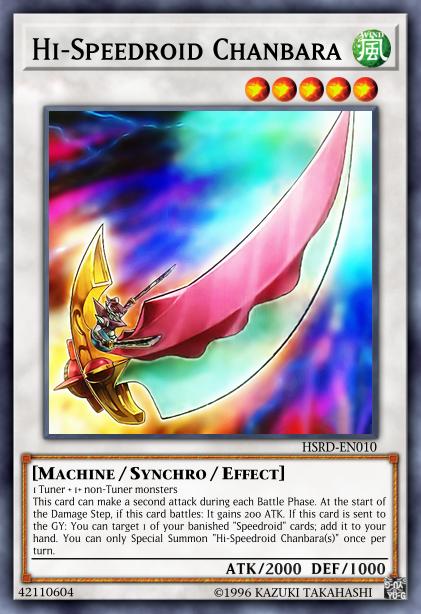 HI-SPEEDROID CHANBARA
WIND
風
HSRD-EN010
[MACHINE / SYNCHRO / EFFECT]
1 Tuner + 1+ non-Tuner monsters
This card can make a second attack during each Battle Phase. At the start of
the Damage Step, if this card battles: It gains 200 ATK. If this card is sent to
the GY: You can target 1 of your banished "Speedroid" cards; add it to your
hand. You can only Special Summon "Hi-Speedroid Chanbara(s)" once per
turn.
ATK/2000 DEF/1000
42110604
©1996 KAZUKI TAKAHASHI